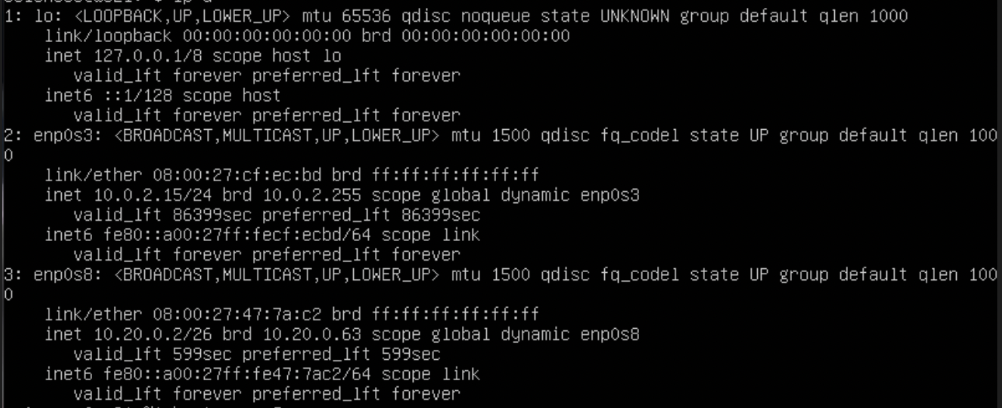 1: lo: <LOOPBACK,UP,LOWER_UP> mtu 65536 qdisc noqueue state UNKNOWN group default qlen 1000
link/loopback 00:00:00:00:00:00 brd 00:00:00:00:00:00
inet 127.0.0.1/8 scope host lo
valid_lft forever preferred_lft forever
inet6 ::1/128 scope host
valid_lft forever preferred_lft forever
2: enp0s3: <BROADCAST,MULTICAST,UP,LOWER_UP> mtu 1500 qdisc fq_codel state UP group default qlen 100
0
link/ether 08:00:27:cf:ec:bd brd ff:ff:ff:ff:ff:ff
inet 10.0.2.15/24 brd 10.0.2.255 scope global dynamic enp0s3
valid_lft 86399sec preferred_lft 86399sec
inet6 fe80::a00:27ff:fecf:ecbd/64 scope link
valid_lft forever preferred_lft forever
3: enp0s8: <BROADCAST,MULTICAST,UP,LOWER_UP> mtu 1500 qdisc fq_codel state UP group default qlen 100
0
link/ether 08:00:27:47:7a:c2 brd ff:ff:ff:ff:ff:ff
inet 10.20.0.2/26 brd 10.20.0.63 scope global dynamic enp0s8
valid_lft 599sec preferred_lft 599sec
inet6 fe80::a00:27ff:fe47:7ac2/64 scope link
valid_lft forever preferred_lft forever